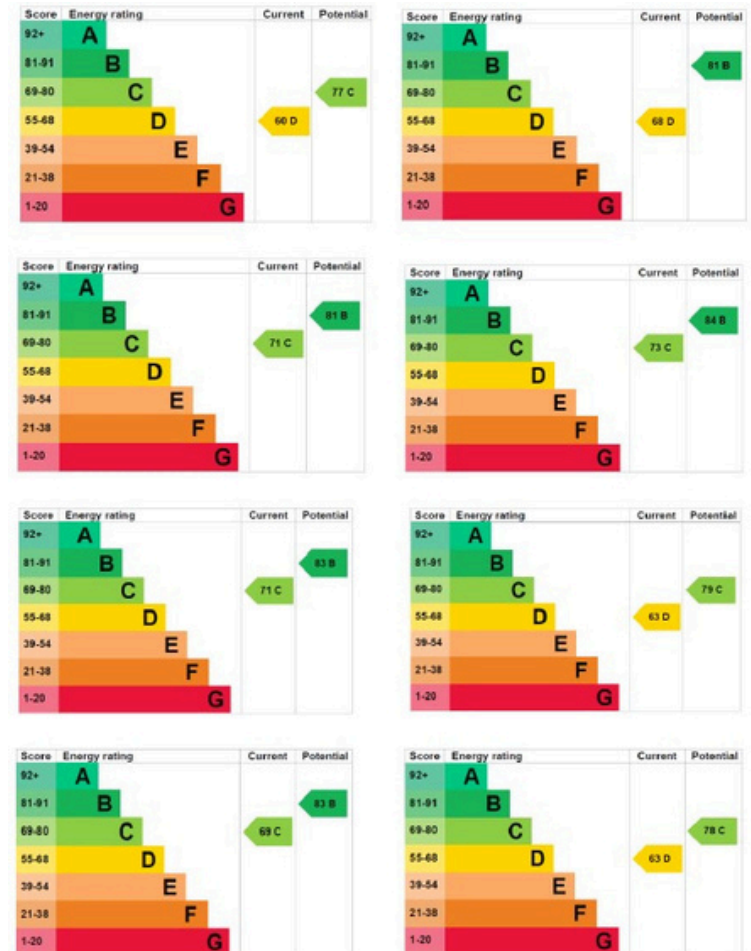 Score Energy rating Current Potential
92+ A
81-91 B
69-80 C 77 C
55-68 D 60 D
39-54 E
21-38 F
1-20 G
Score Energy rating Current Potential
92+ A
81-91 B 81 B
69-80 C
55-68 D 68 D
39-54 E
21-38 F
1-20 G
Score Energy rating Current Potential
92+ A
81-91 B 81 B
69-80 C 71 C
55-68 D
39-54 E
21-38 F
1-20 G
Score Energy rating Current Potential
92+ A
81-91 B 84 B
69-80 C 73 C
55-68 D
39-54 E
21-38 F
1-20 G
Score Energy rating Current Potential
92+ A
81-91 B 83 B
69-80 C 71 C
55-68 D
39-54 E
21-38 F
1-20 G
Score Energy rating Current Potential
92+ A
81-91 B
69-80 C 79 C
55-68 D 63 D
39-54 E
21-38 F
1-20 G
Score Energy rating Current Potential
92+ A
81-91 B 83 B
69-80 C 69 C
55-68 D
39-54 E
21-38 F
1-20 G
Score Energy rating Current Potential
92+ A
81-91 B
69-80 C 78 C
55-68 D 63 D
39-54 E
21-38 F
1-20 G